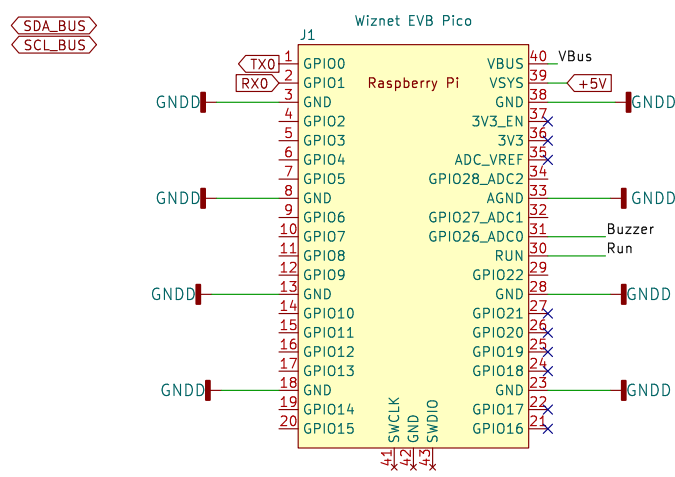 Wiznet EVB Pico
SDA_BUS
SCL_BUS
J1
Raspberry Pi
TX0 1 GPIO0
RX0 2 GPIO1
GNDD 3 GND
4 GPIO2
5 GPIO3
6 GPIO4
7 GPIO5
GNDD 8 GND
9 GPIO6
10 GPIO7
11 GPIO8
12 GPIO9
GNDD 13 GND
14 GPIO10
15 GPIO11
16 GPIO12
17 GPIO13
GNDD 18 GND
19 GPIO14
20 GPIO15
VBUS 40 VBus
VSYS 39 +5V
GND 38 GNDD
3V3_EN 37
3V3 36
ADC_VREF 35
GPIO28_ADC2 34
AGND 33 GNDD
GPIO27_ADC1 32
GPIO26_ADC0 31 Buzzer
RUN 30 Run
GPIO22 29
GND 28 GNDD
GPIO21 27
GPIO20 26
GPIO19 25
GPIO18 24
GND 23 GNDD
GPIO17 22
GPIO16 21
SWCLK 41
GND 42
SWDIO 43